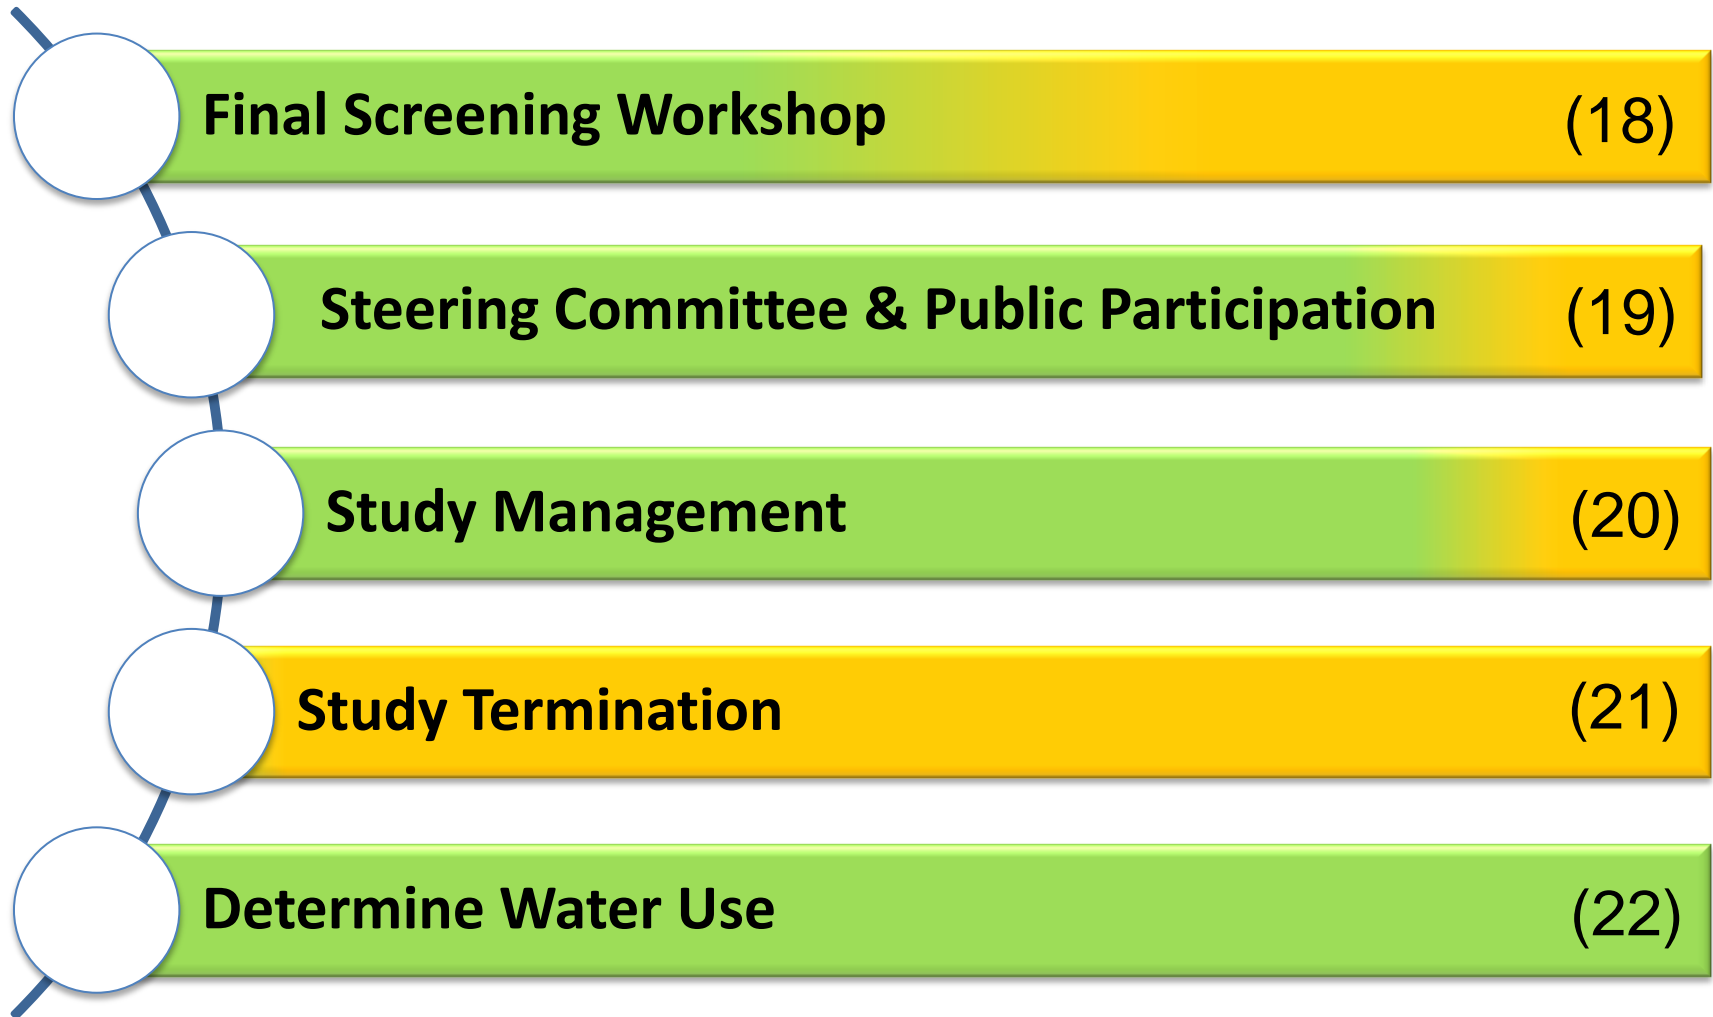 Final Screening Workshop (18)
Steering Committee & Public Participation (19)
Study Management (20)
Study Termination (21)
Determine Water Use (22)